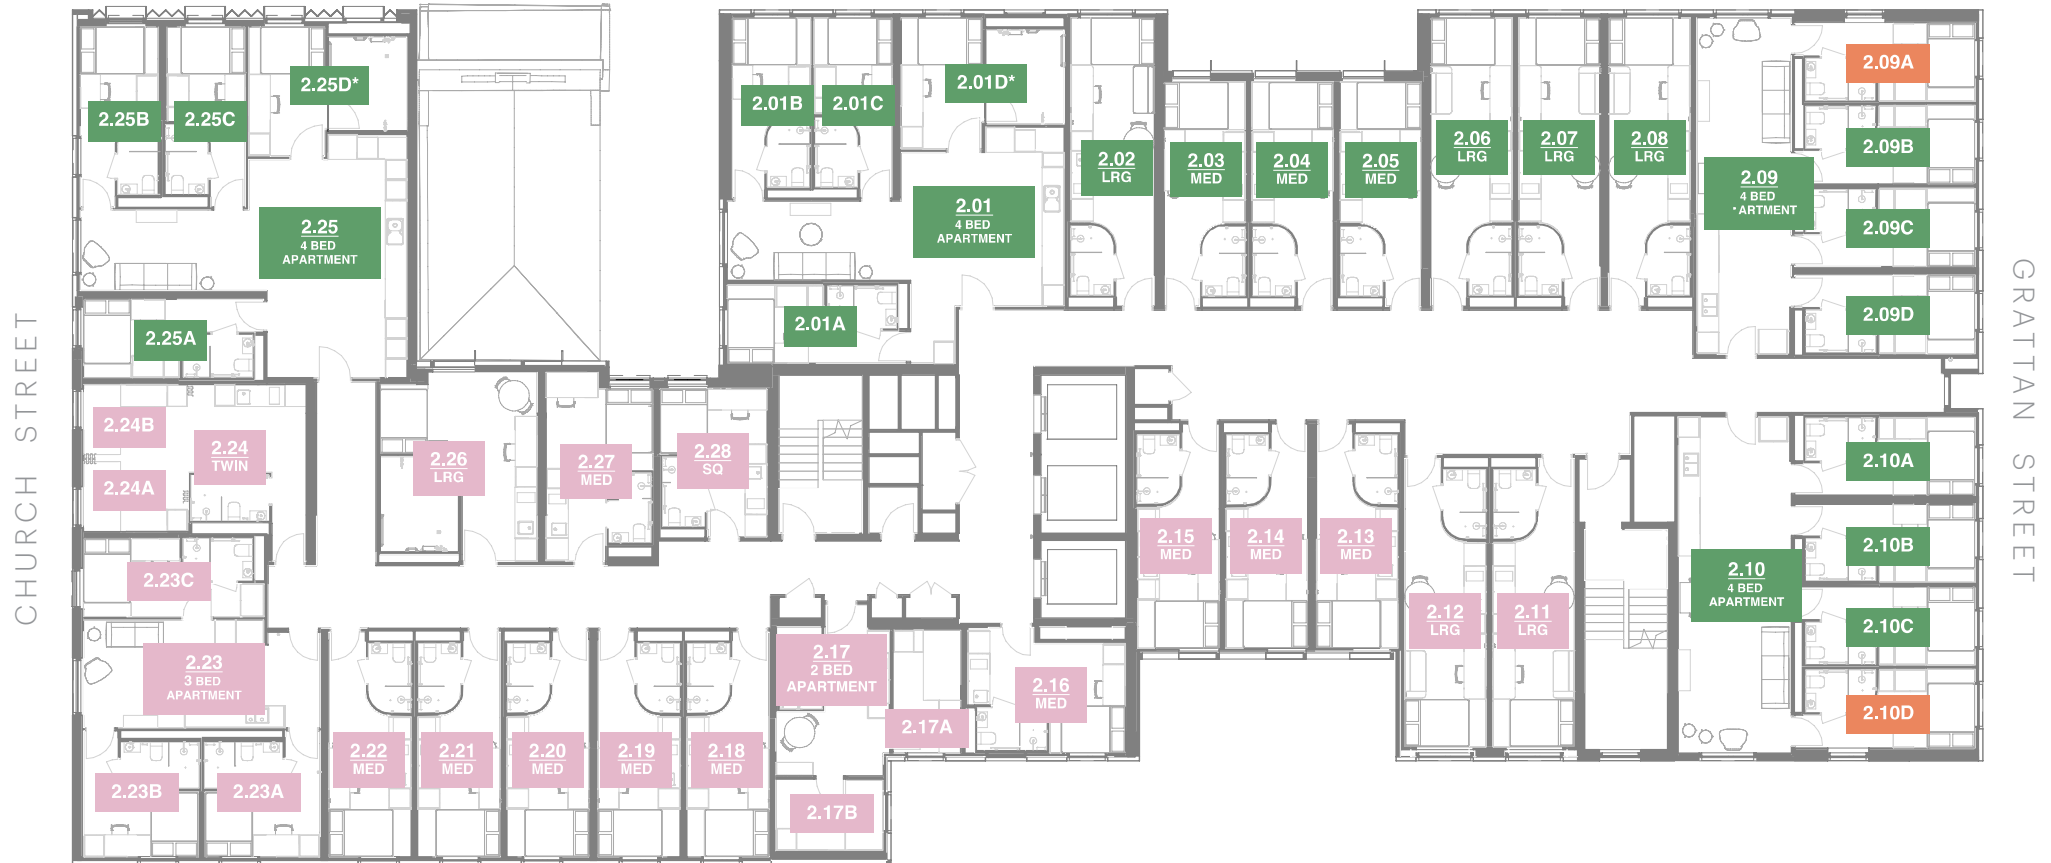 2.25B
2.25C
2.25D*
2.25
4 BED
APARTMENT
2.25A
2.01B
2.01C
2.01D*
2.01
4 BED
APARTMENT
2.01A
2.02
LRG
2.03
MED
2.04
MED
2.05
MED
2.06
LRG
2.07
LRG
2.08
LRG
2.09
4 BED
ARTMENT
2.09A
2.09B
2.09C
2.09D
CHURCH STREET
GRATTAN STREET
2.24B
2.24A
2.24
TWIN
2.26
LRG
2.27
MED
2.28
SQ
2.15
MED
2.14
MED
2.13
MED
2.12
LRG
2.11
LRG
2.10
4 BED
APARTMENT
2.10A
2.10B
2.10C
2.10D
2.23C
2.23
3 BED
APARTMENT
2.23B
2.23A
2.22
MED
2.21
MED
2.20
MED
2.19
MED
2.18
MED
2.17
2 BED
APARTMENT
2.17A
2.17B
2.16
MED